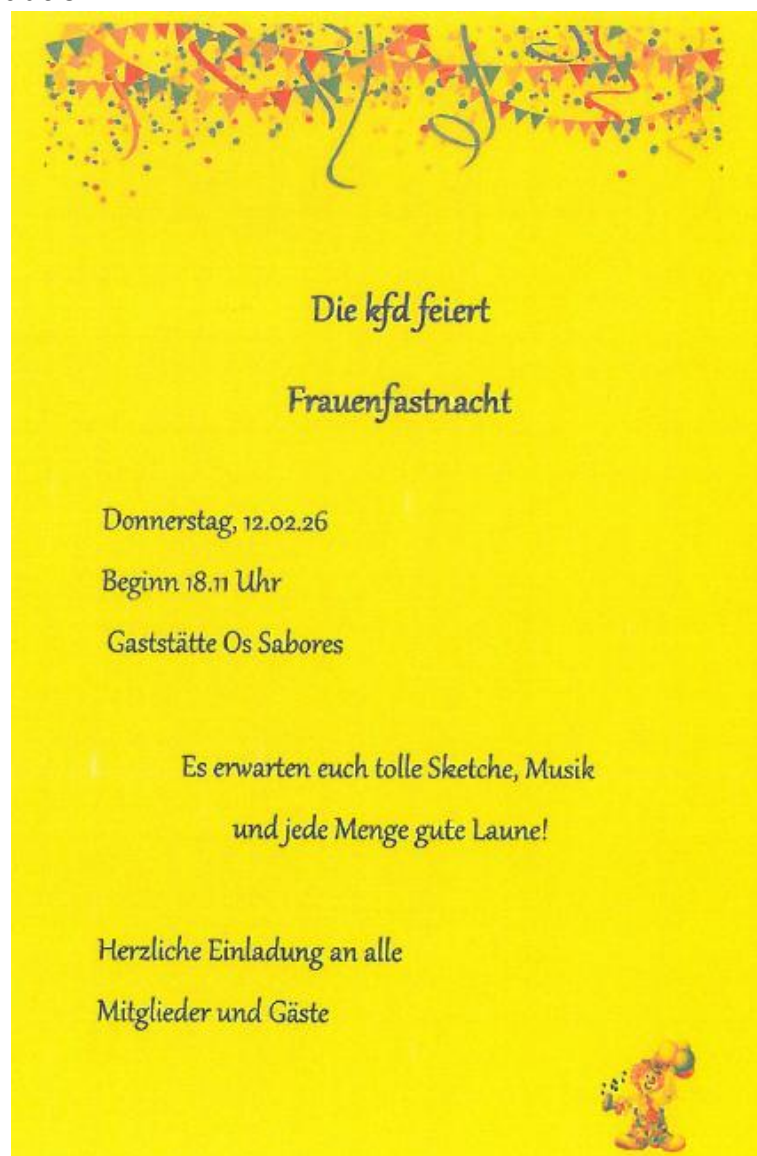 Die kfd feiert
Frauenfastnacht
Donnerstag, 12.02.26
Beginn 18.11 Uhr
Gaststätte Os Sabores
Es erwarten euch tolle Sketche, Musik
und jede Menge gute Laune!
Herzliche Einladung an alle
Mitglieder und Gäste